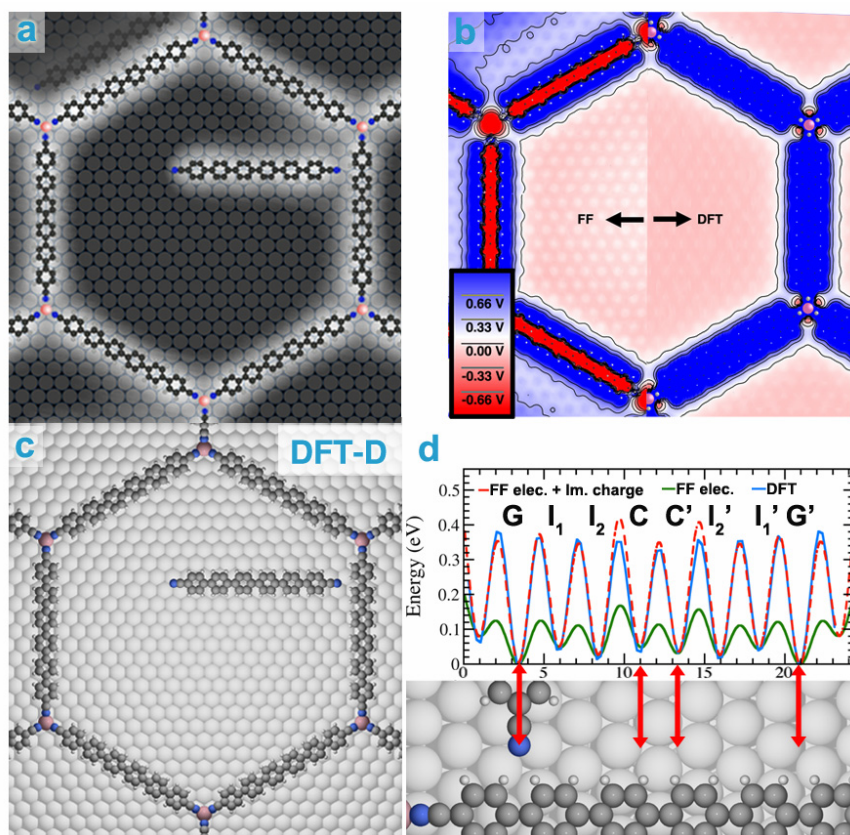 a
b
FF
DFT
0.66 V
0.33 V
0.00 V
-0.33 V
-0.66 V
c
DFT-D
d
FF elec. + Im. charge
FF elec.
DFT
G I₁ I₂ C C' I₂' I₁' G'
Energy (eV)
0.5
0.4
0.3
0.2
0.1
0
5 10 15 20